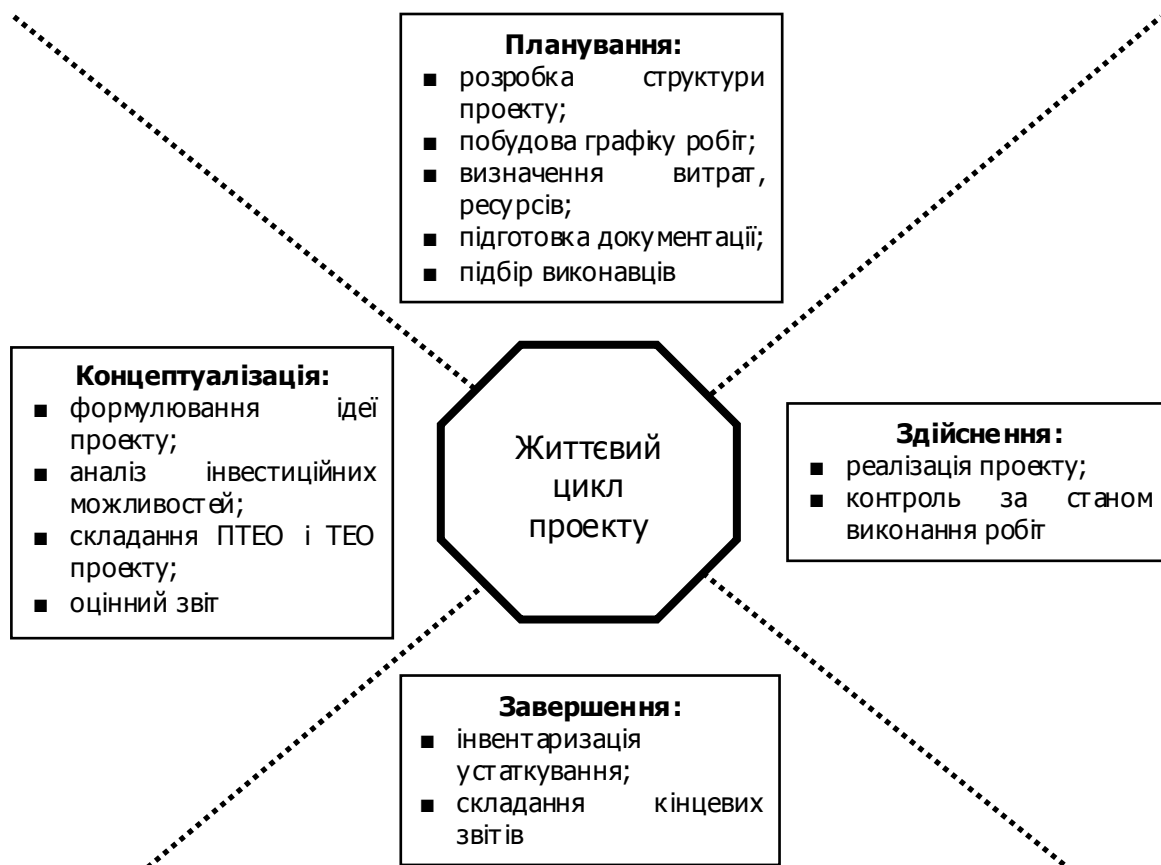 Планування:
■ розробка структури
проекту;
■ побудова графіку робіт;
■ визначення витрат,
ресурсів;
■ підготовка документації;
■ підбір виконавців
Концептуалізація:
■ формулювання ідеї
проекту;
■ аналіз інвестиційних
можливостей;
■ складання ПТЕО і ТЕО
проекту;
■ оцінний звіт
Життєвий
цикл
проекту
Здійснення:
■ реалізація проекту;
■ контроль за станом
виконання робіт
Завершення:
■ інвентаризація
устаткування;
■ складання кінцевих
звітів